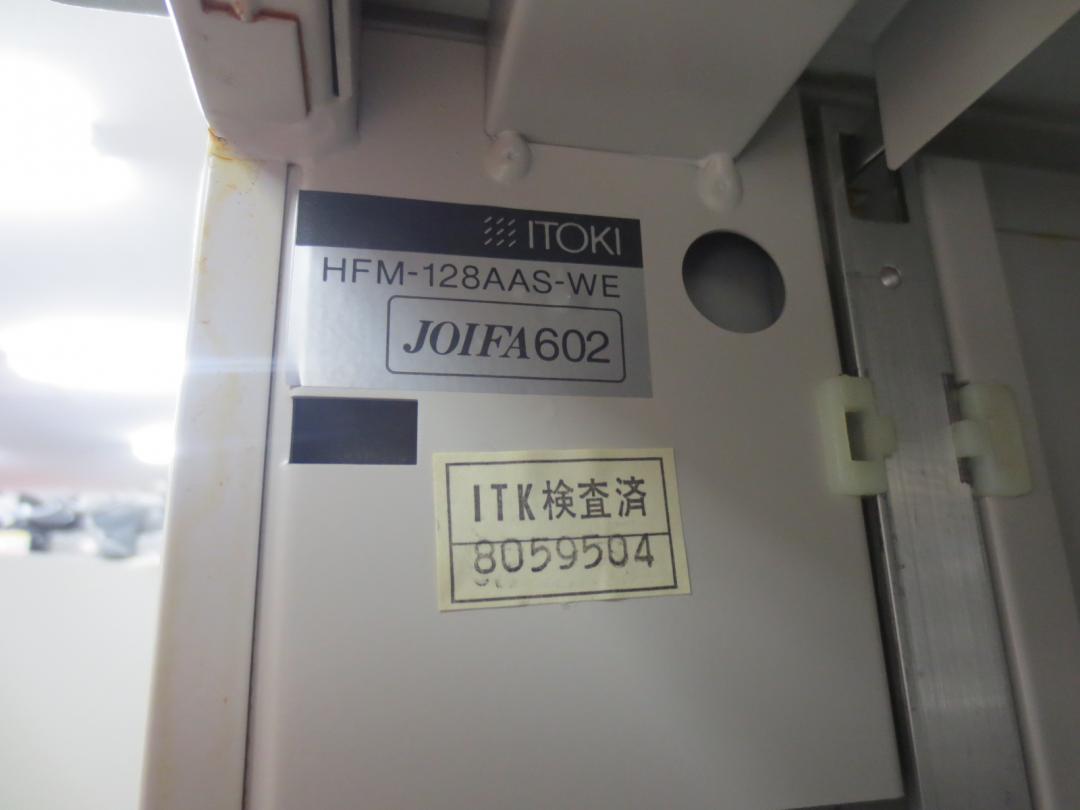 ITOKI
HFM-128AAS-WE
JOIFA602
ITK検査済
8059504